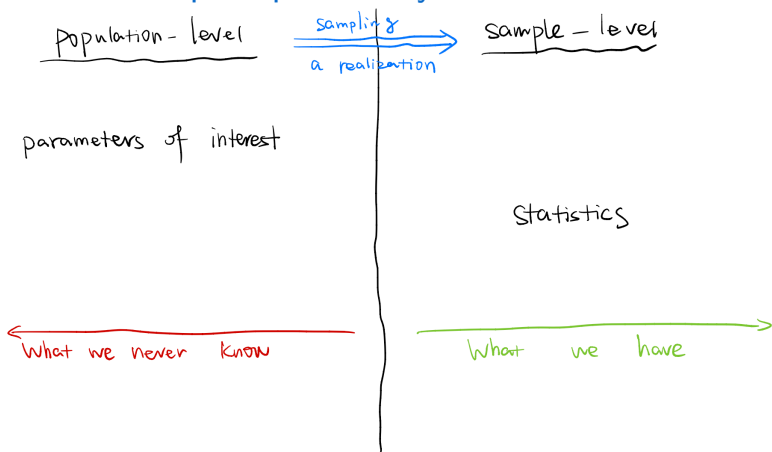 population - level
sampling
a realization
sample - level
parameters of interest
Statistics
What we never know
What we have